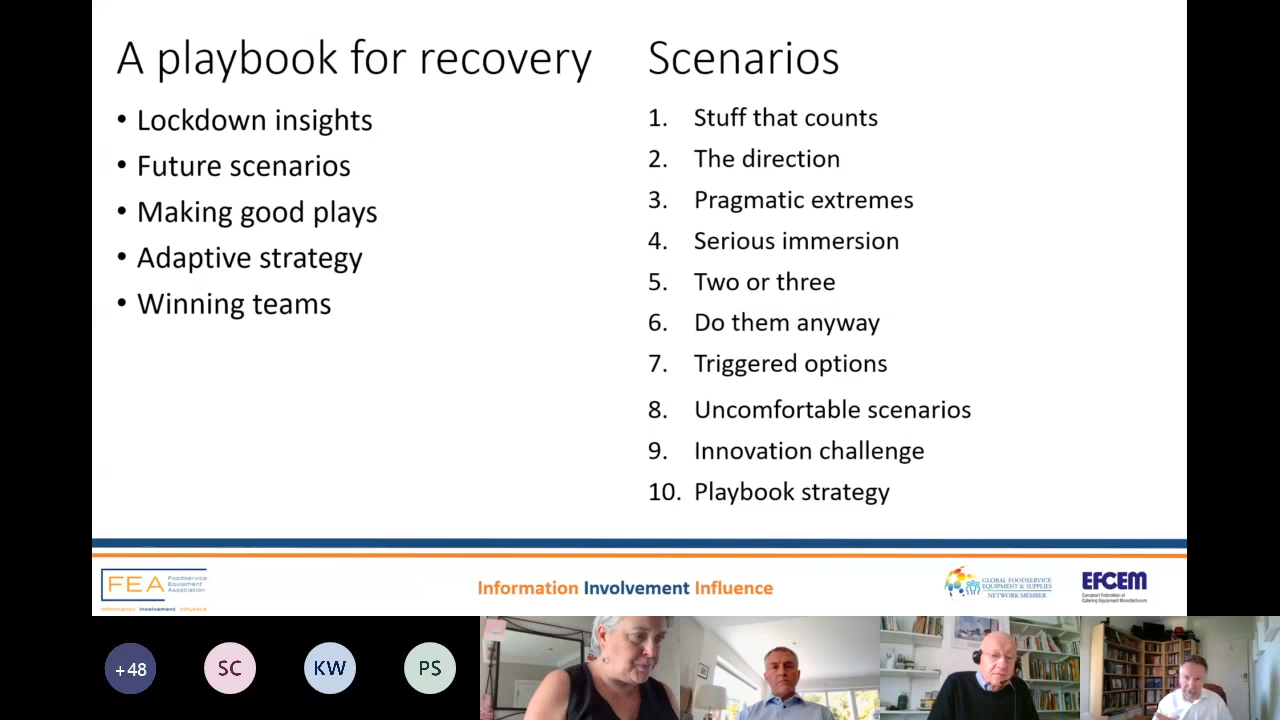 A playbook for recovery
• Lockdown insights
• Future scenarios
• Making good plays
• Adaptive strategy
• Winning teams
Scenarios
1. Stuff that counts
2. The direction
3. Pragmatic extremes
4. Serious immersion
5. Two or three
6. Do them anyway
7. Triggered options
8. Uncomfortable scenarios
9. Innovation challenge
10. Playbook strategy
FEA
Foodservice
Equipment
Association
Information Involvement Influence
Information Involvement Influence
GLOBAL FOODSERVICE
EQUIPMENT & SUPPLIES
NETWORK MEMBER
EFCEM
European Federation of
Catering Equipment Manufacturers
+48
SC
KW
PS